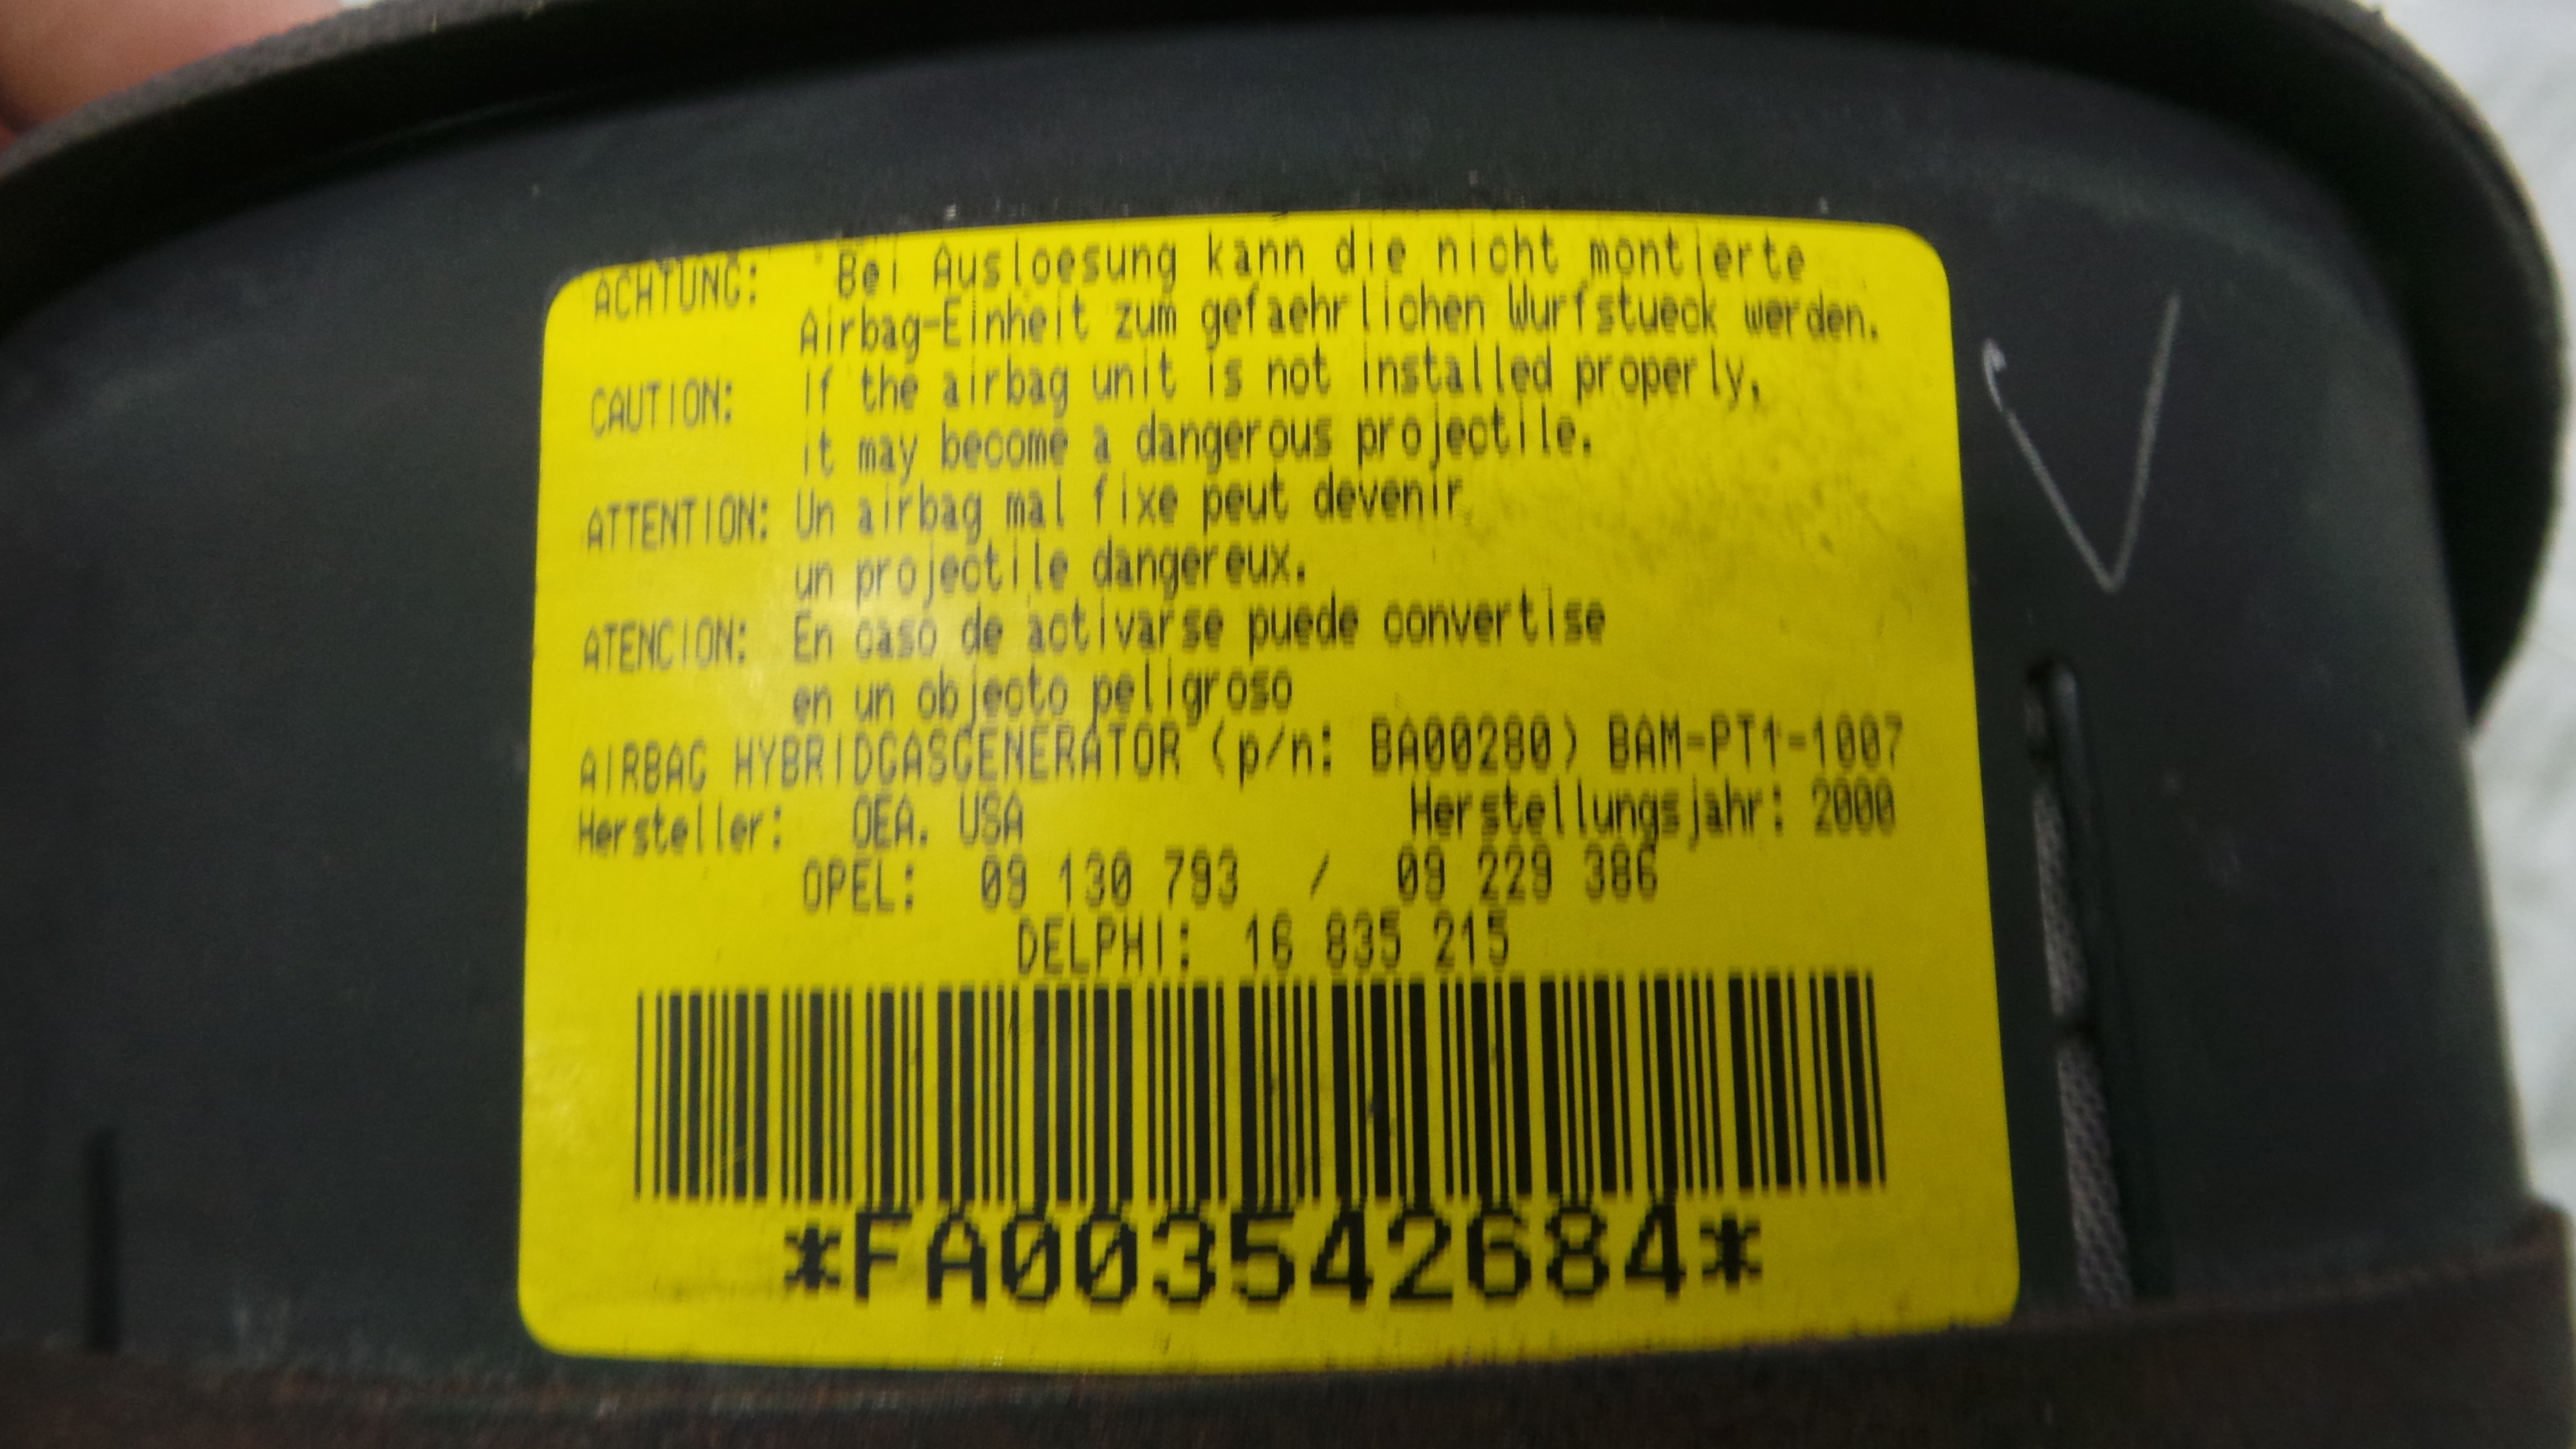 ACHTUNG: Bei Ausloesung kann die nicht montierte
Airbag-Einheit zum gefaehrlichen Wurfstueck werden.
CAUTION: If the airbag unit is not installed properly,
it may become a dangerous projectile.
ATTENTION: Un airbag mal fixe peut devenir
un projectile dangereux.
ATENCION: En caso de activarse puede convertise
en un objecto peligroso
AIRBAG HYBRIDGASGENERATOR (p/n: BA00280) BAM-PT1-1007
Hersteller: OEA. USA Herstellungsjahr: 2000
OPEL: 09 130 793 / 09 229 386
DELPHI: 16 835 215
*FA003542684*